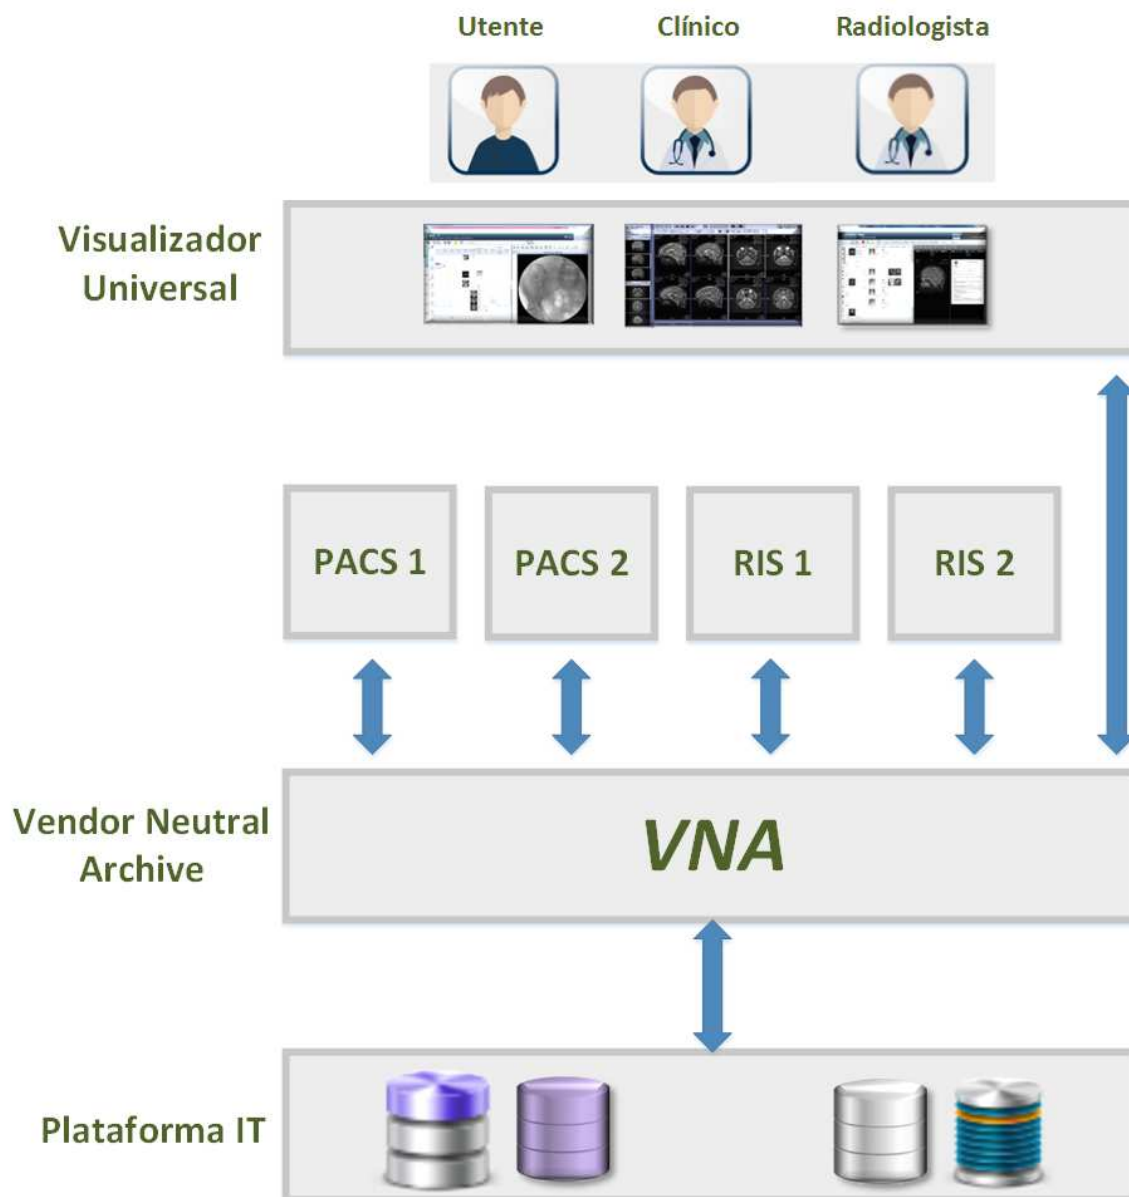 Utente Clínico Radiologista
Visualizador
Universal
PACS 1 PACS 2 RIS 1 RIS 2
Vendor Neutral
Archive
VNA
Plataforma IT